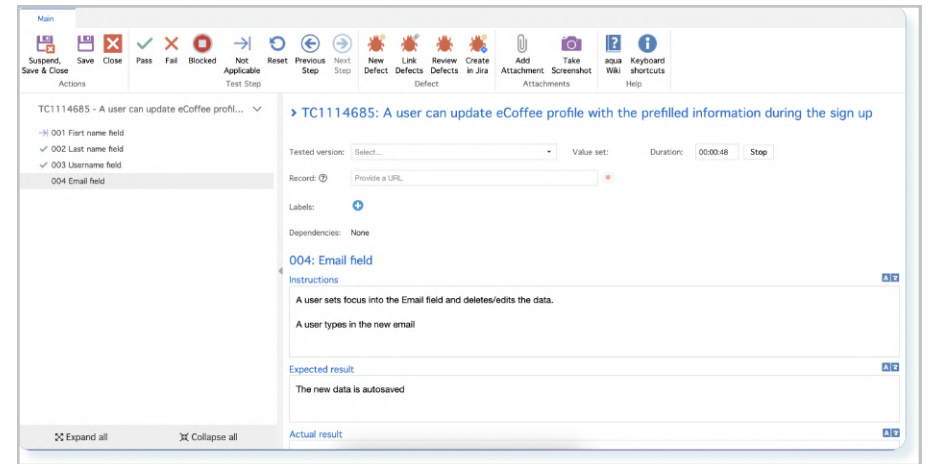 Main
Suspend, Save & Close
Save
Close
Pass
Fail
Blocked
Not Applicable
Reset
Previous Step
Next Step
New Defect
Link Defects
Review Defects
Create in Jira
Add Attachment
Take Screenshot
aqua Wiki
Keyboard shortcuts
Actions
Test Step
Defect
Attachments
Help
TC1114685 - A user can update eCoffee profil...
001 Fisrt name field
002 Last name field
003 Username field
004 Email field
Expand all
Collapse all
> TC1114685: A user can update eCoffee profile with the prefilled information during the sign up
Tested version: Select... Value set: Duration: 00:00:48 Stop
Record: Provide a URL
Labels:
Dependencies: None
004: Email field
Instructions
A user sets focus into the Email field and deletes/edits the data.
A user types in the new email
Expected result
The new data is autosaved
Actual result